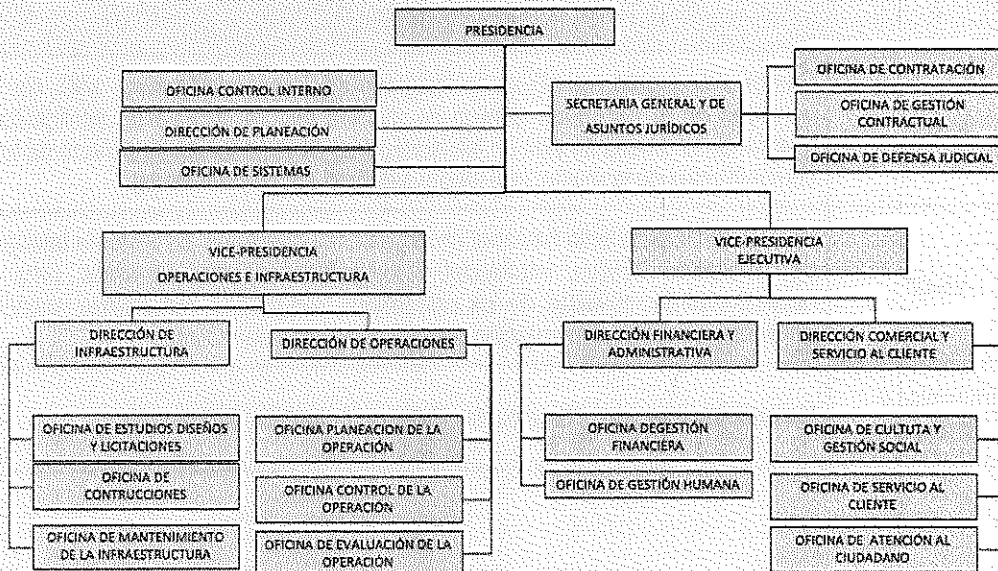 PRESIDENCIA
OFICINA CONTROL INTERNO
DIRECCIÓN DE PLANEACIÓN
OFICINA DE SISTEMAS
SECRETARIA GENERAL Y DE
ASUNTOS JURÍDICOS
OFICINA DE CONTRATACIÓN
OFICINA DE GESTIÓN
CONTRACTUAL
OFICINA DE DEFENSA JUDICIAL
VICE-PRESIDENCIA
OPERACIONES E INFRAESTRUCTURA
VICE-PRESIDENCIA
EJECUTIVA
DIRECCIÓN DE
INFRAESTRUCTURA
DIRECCIÓN DE OPERACIONES
DIRECCIÓN FINANCIERA Y
ADMINISTRATIVA
DIRECCIÓN COMERCIAL Y
SERVICIO AL CLIENTE
OFICINA DE ESTUDIOS DISEÑOS
Y LICITACIONES
OFICINA DE
CONTRUCCIONES
OFICINA DE MANTENIMIENTO
DE LA INFRAESTRUCTURA
OFICINA PLANEACION DE LA
OPERACIÓN
OFICINA CONTROL DE LA
OPERACIÓN
OFICINA DE EVALUACIÓN DE LA
OPERACIÓN
OFICINA DEGESTIÓN
FINANCIERA
OFICINA DE GESTIÓN HUMANA
OFICINA DE CULTUTA Y
GESTIÓN SOCIAL
OFICINA DE SERVICIO AL
CLIENTE
OFICINA DE ATENCIÓN AL
CIUDADANO